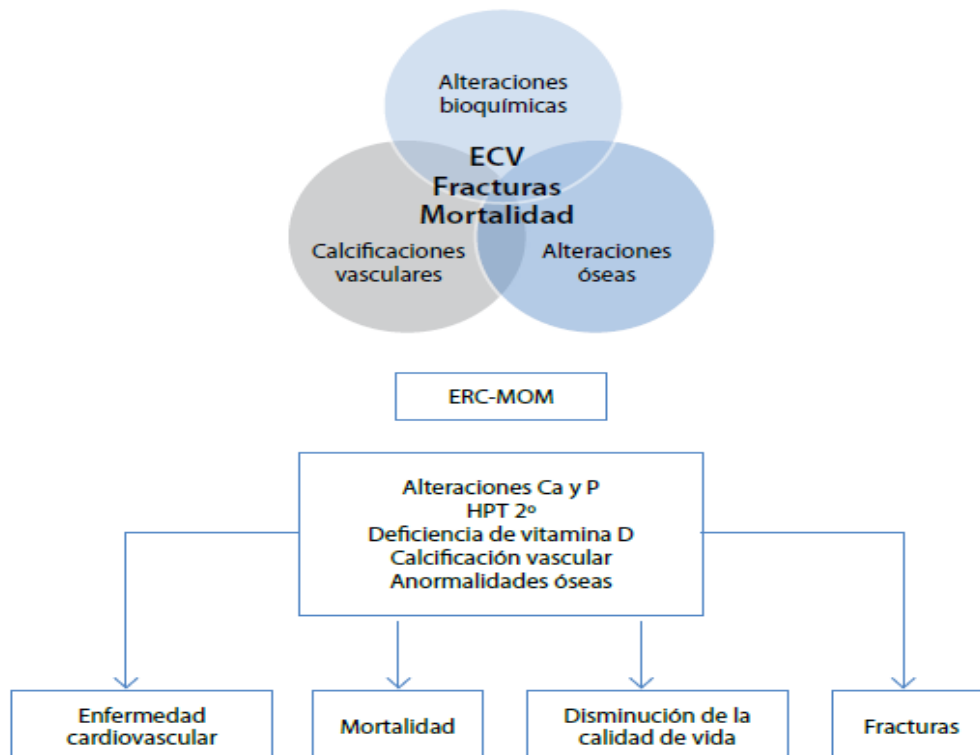 Alteraciones
bioquímicas
ECV
Fracturas
Mortalidad
Calcificaciones
vasculares
Alteraciones
óseas
ERC-MOM
Alteraciones Ca y P
HPT 2º
Deficiencia de vitamina D
Calcificación vascular
Anormalidades óseas
Enfermedad
cardiovascular
Mortalidad
Disminución de la
calidad de vida
Fracturas